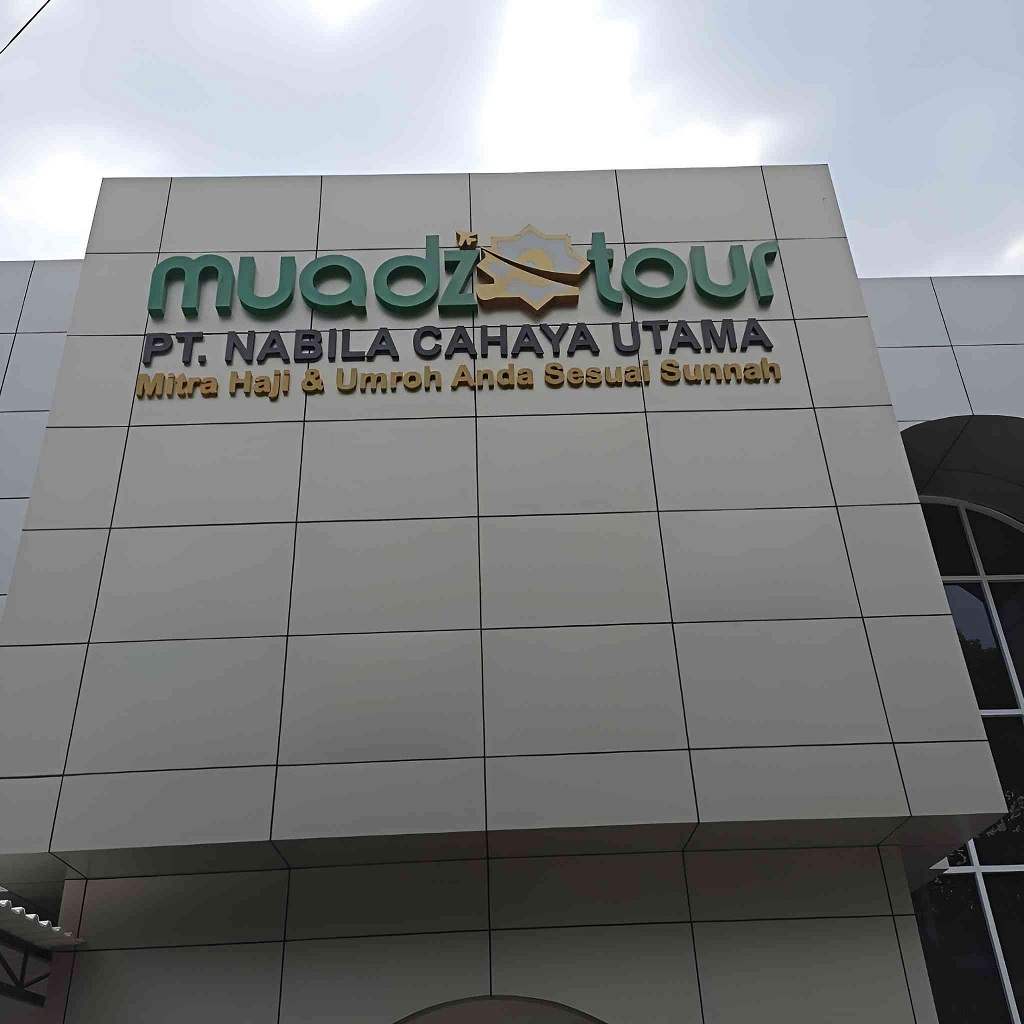 muadz tour
PT. NABILA CAHAYA UTAMA
Mitra Haji & Umroh Anda Sesuai Sunnah